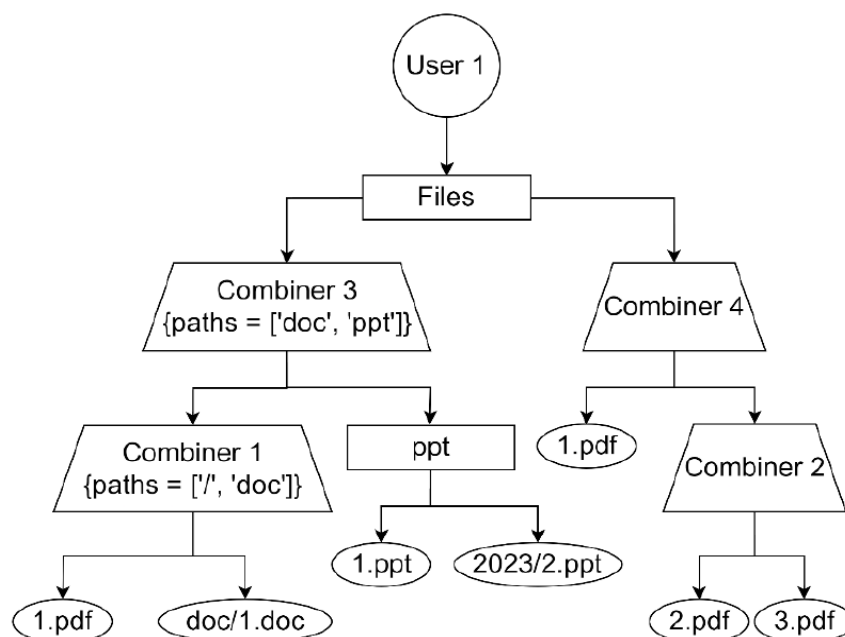 User 1
Files
Combiner 3
{paths = ['doc', 'ppt']}
Combiner 4
Combiner 1
{paths = ['/', 'doc']}
ppt
1.pdf
Combiner 2
1.ppt
2023/2.ppt
1.pdf
doc/1.doc
2.pdf
3.pdf